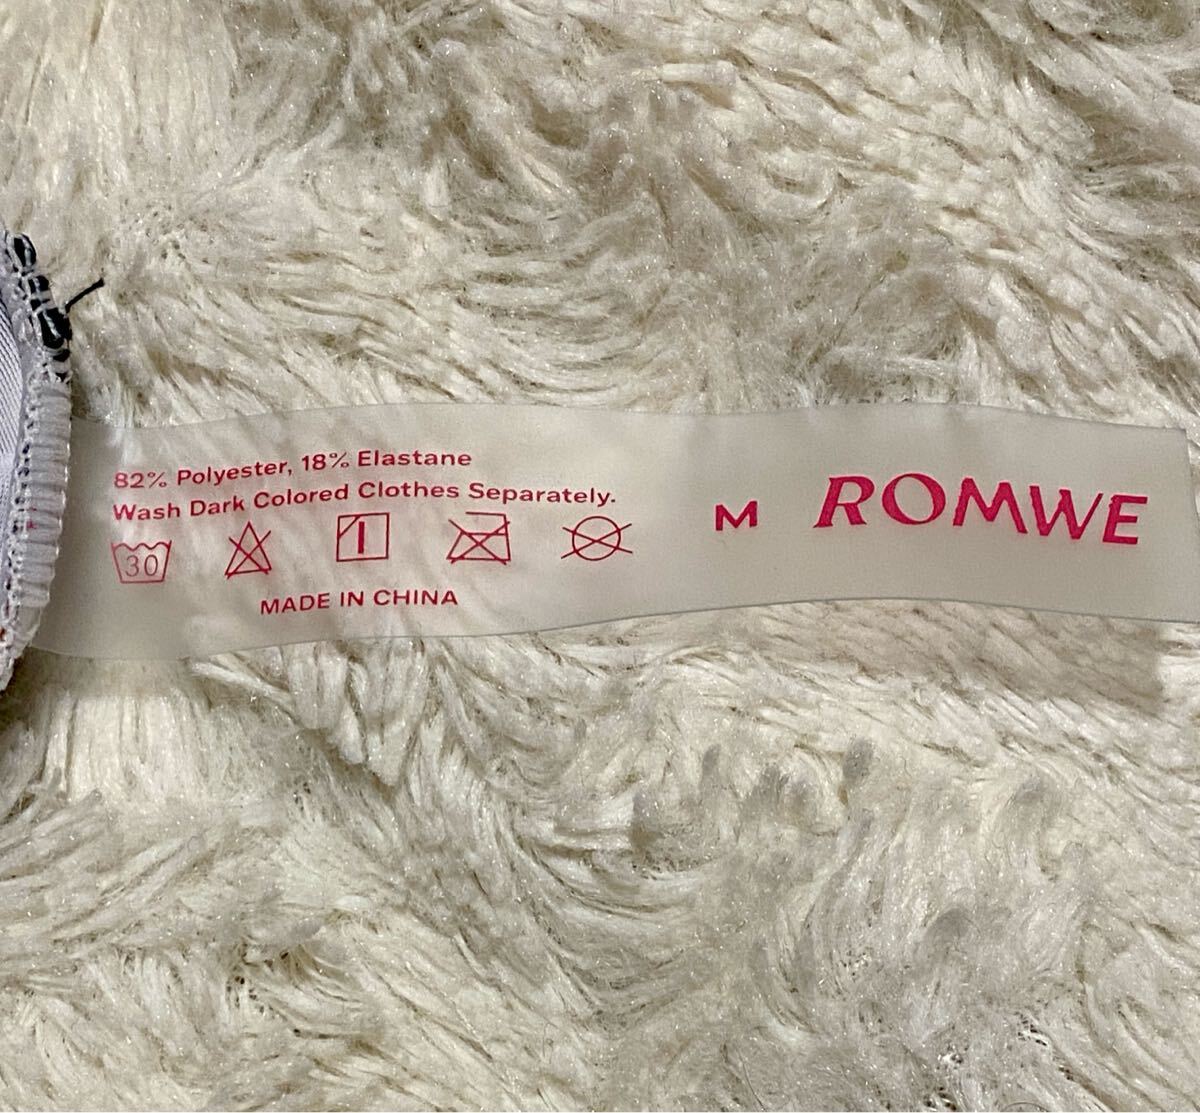 82% Polyester, 18% Elastane
Wash Dark Colored Clothes Separately.
30
MADE IN CHINA
M ROMWE